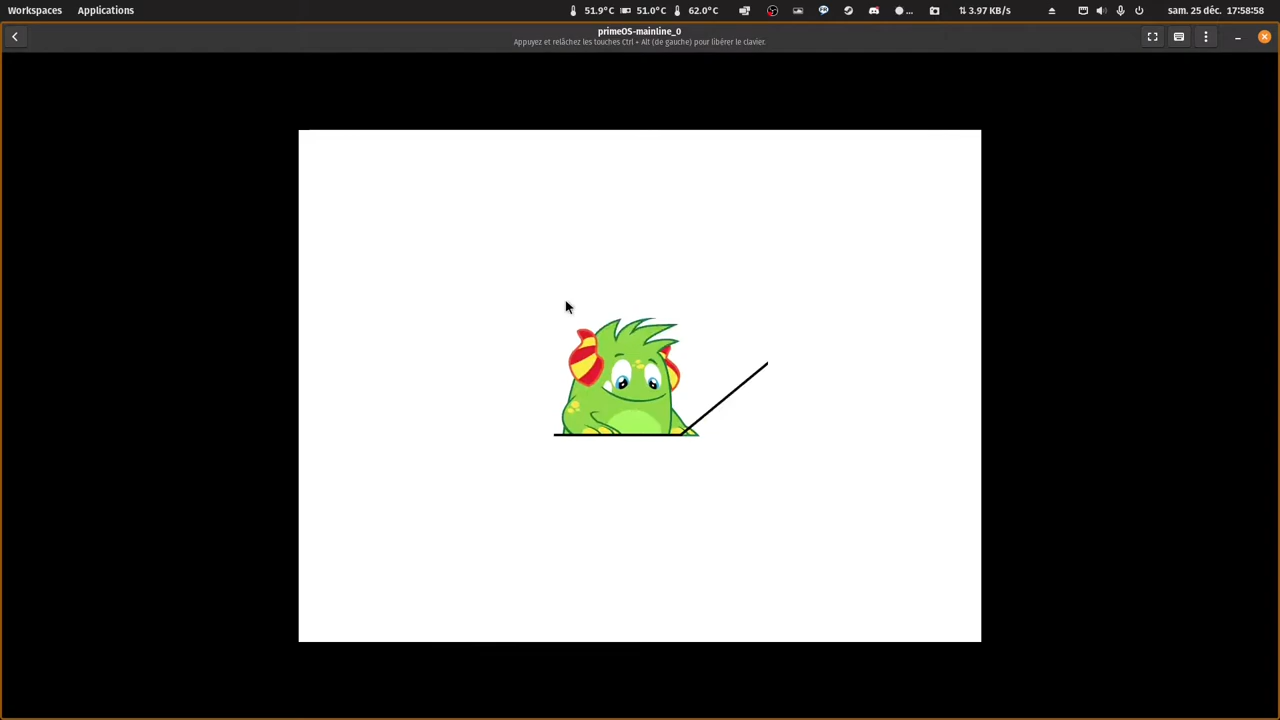 Workspaces Applications 51.9°C 51.0°C 62.0°C ... 3.97 KB/s sam. 25 déc. 17:58:58
primeOS-mainline_0
Appuyez et relâchez les touches Ctrl + Alt (de gauche) pour libérer le clavier.